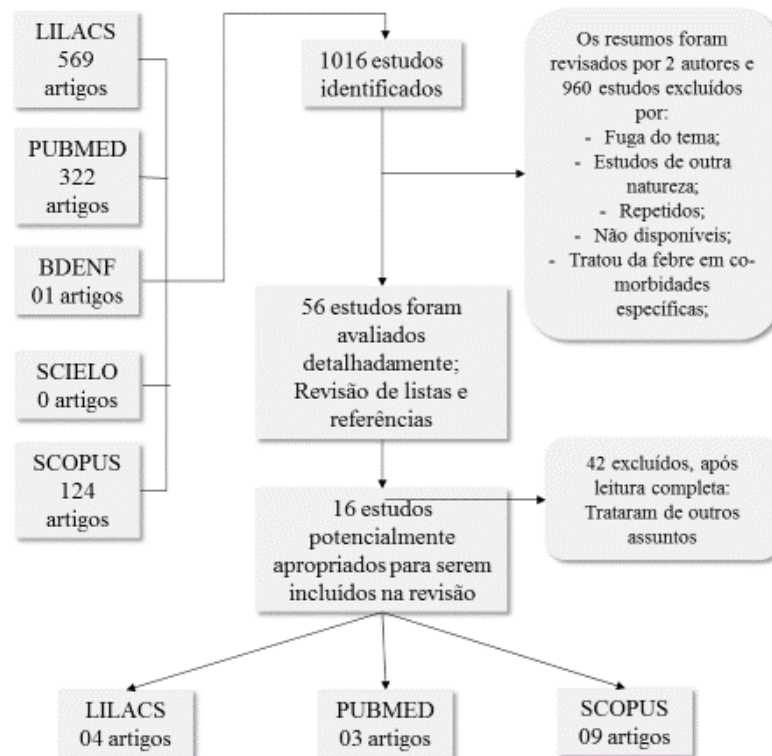 LILACS
569
artigos
PUBMED
322
artigos
BDENF
01 artigos
SCIELO
0 artigos
SCOPUS
124
artigos
1016 estudos
identificados
Os resumos foram
revisados por 2 autores e
960 estudos excluídos
por:
- Fuga do tema;
- Estudos de outra
natureza;
- Repetidos;
- Não disponíveis;
- Tratou da febre em co-
morbidades
específicas;
56 estudos foram
avaliados
detalhadamente;
Revisão de listas e
referências
42 excluídos, após
leitura completa:
Trataram de outros
assuntos
16 estudos
potencialmente
apropriados para serem
incluídos na revisão
LILACS
04 artigos
PUBMED
03 artigos
SCOPUS
09 artigos